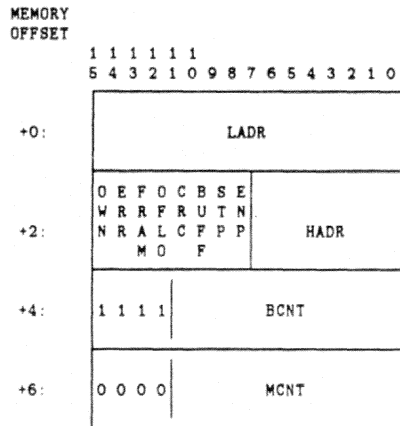 MEMORY
OFFSET
1 1 1 1 1 1
5 4 3 2 1 0 9 8 7 6 5 4 3 2 1 0
+0: LADR
O E F O C B S E
W R R F R U T N
+2: N R A L C F P P HADR
M O F
+4: 1 1 1 1 BCNT
+6: 0 0 0 0 MCNT